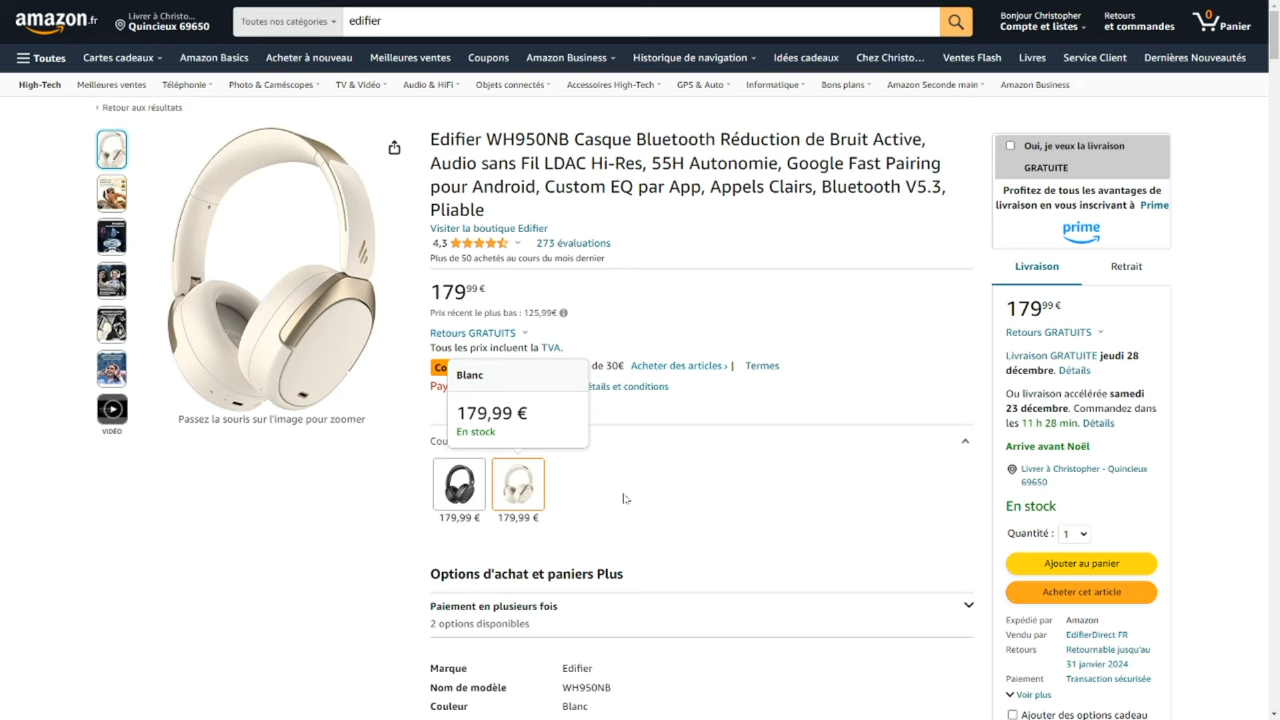 amazon.fr
Livrer à Christo...
Quincieux 69650
Toutes nos catégories
edifier
Bonjour Christopher
Compte et listes
Retours
et commandes
0
Panier
Toutes
Cartes cadeaux
Amazon Basics
Acheter à nouveau
Meilleures ventes
Coupons
Amazon Business
Historique de navigation
Idées cadeaux
Chez Christo...
Ventes Flash
Livres
Service Client
Dernières Nouveautés
High-Tech
Meilleures ventes
Téléphonie
Photo & Caméscopes
TV & Vidéo
Audio & HiFi
Objets connectés
Accessoires High-Tech
GPS & Auto
Informatique
Bons plans
Amazon Seconde main
Amazon Business
‹ Retour aux résultats
VIDÉO
Passez la souris sur l'image pour zoomer
Edifier WH950NB Casque Bluetooth Réduction de Bruit Active,
Audio sans Fil LDAC Hi-Res, 55H Autonomie, Google Fast Pairing
pour Android, Custom EQ par App, Appels Clairs, Bluetooth V5.3,
Pliable
Visiter la boutique Edifier
4,3
273 évaluations
Plus de 50 achetés au cours du mois dernier
179,99 €
Prix récent le plus bas : 125,99€
Retours GRATUITS
Tous les prix incluent la TVA.
Co
de 30€ Acheter des articles › | Termes
Pay
étails et conditions
Blanc
179,99 €
En stock
Cou
179,99 €
179,99 €
Options d'achat et paniers Plus
Paiement en plusieurs fois
2 options disponibles
Marque Edifier
Nom de modèle WH950NB
Couleur Blanc
Oui, je veux la livraison
GRATUITE
Profitez de tous les avantages de
livraison en vous inscrivant à Prime
prime
Livraison
Retrait
179,99 €
Retours GRATUITS
Livraison GRATUITE jeudi 28
décembre. Détails
Ou livraison accélérée samedi
23 décembre. Commandez dans
les 11 h 28 min. Détails
Arrive avant Noël
Livrer à Christopher - Quincieux
69650
En stock
Quantité : 1
Ajouter au panier
Acheter cet article
Expédié par Amazon
Vendu par EdifierDirect FR
Retours Retournable jusqu'au
31 janvier 2024
Paiement Transaction sécurisée
Voir plus
Ajouter des options cadeau